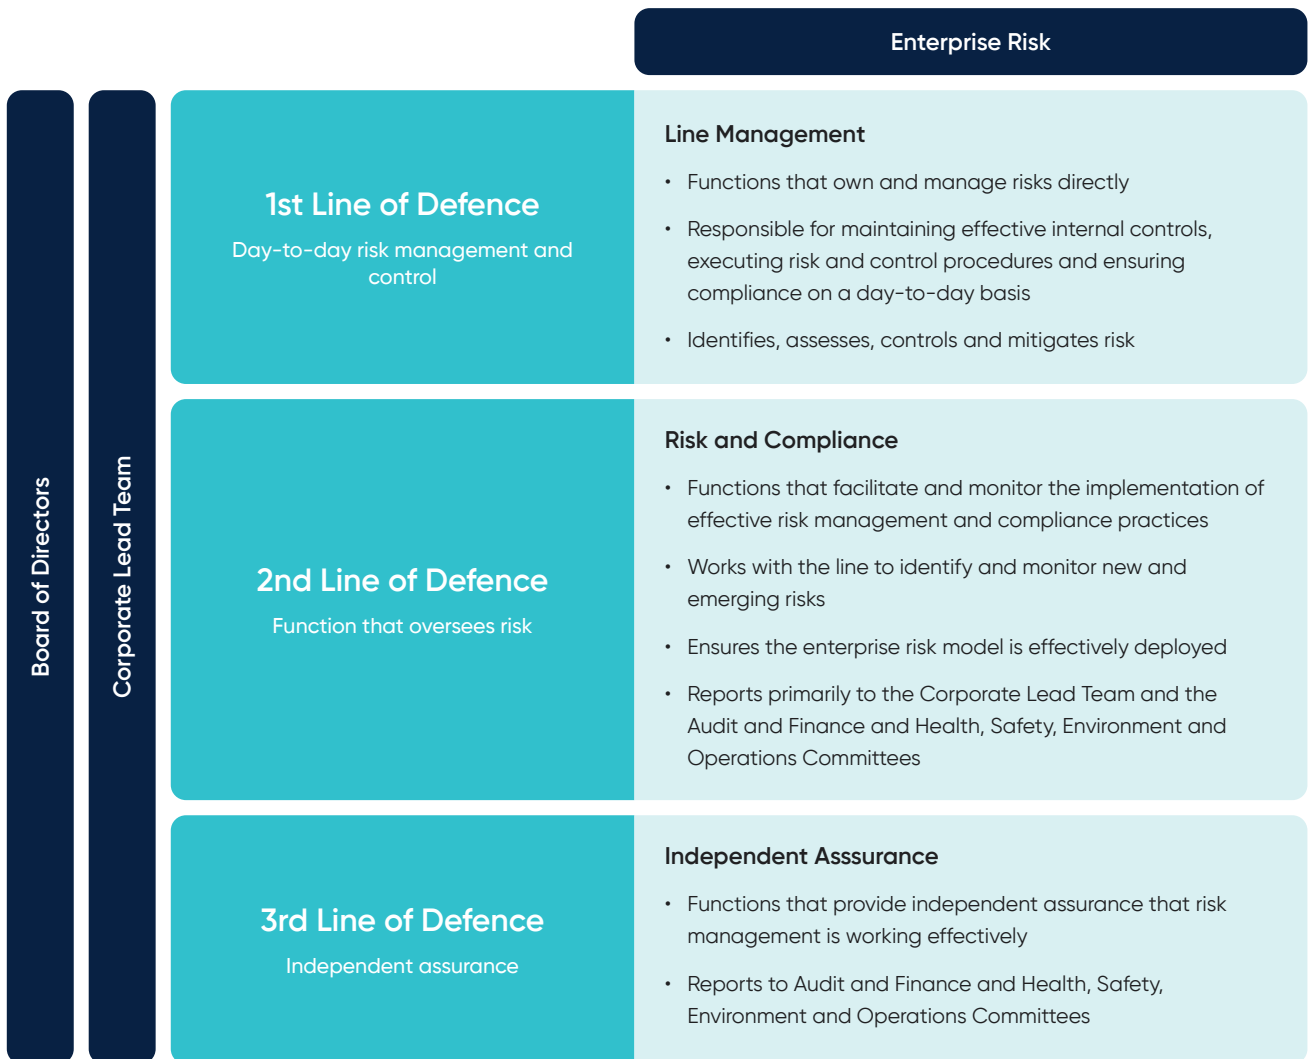 Enterprise Risk
Board of Directors
Corporate Lead Team
1st Line of Defence
Day-to-day risk management and
control
Line Management
• Functions that own and manage risks directly
• Responsible for maintaining effective internal controls,
executing risk and control procedures and ensuring
compliance on a day-to-day basis
• Identifies, assesses, controls and mitigates risk
2nd Line of Defence
Function that oversees risk
Risk and Compliance
• Functions that facilitate and monitor the implementation of
effective risk management and compliance practices
• Works with the line to identify and monitor new and
emerging risks
• Ensures the enterprise risk model is effectively deployed
• Reports primarily to the Corporate Lead Team and the
Audit and Finance and Health, Safety, Environment and
Operations Committees
3rd Line of Defence
Independent assurance
Independent Asssurance
• Functions that provide independent assurance that risk
management is working effectively
• Reports to Audit and Finance and Health, Safety,
Environment and Operations Committees